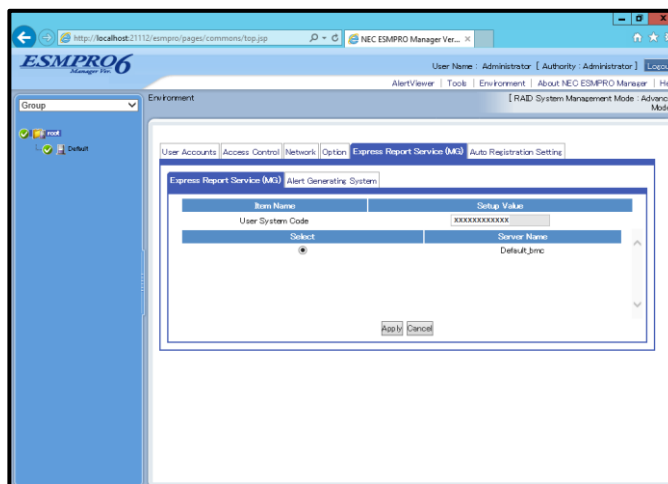 http://localhost:21112/esmpro/pages/commons/top.jsp
NEC ESMPRO Manager Ver... ×
ESMPRO6
Manager Ver.
User Name : Administrator [ Authority : Administrator ]
AlertViewer | Tools | Environment | About NEC ESMPRO Manager |
Group
Environment
[ RAID System Management Mode :
root
Default
User Accounts Access Control Network Option Express Report Service (MG) Auto Registration Setting
Express Report Service (MG) Alert Generating System
Item Name Setup Value
User System Code XXXXXXXXXXXX
Select Server Name
Default_bmc
Apply Cancel